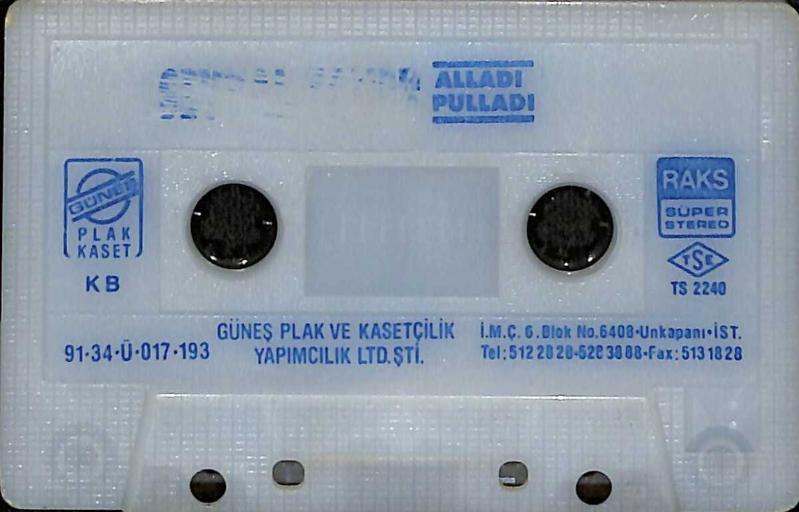 ALLADI
PULLADI
GÜNEŞ
PLAK
KASET
KB
RAKS
SÜPER
STEREO
TSE
TS 2240
91·34·Ü·017·193
GÜNEŞ PLAK VE KASETÇİLİK
YAPIMCILIK LTD.ŞTİ.
İ.M.Ç. 6.Blok No.6408·Unkapanı·İST.
Tel:512 28 28-528 38 88·Fax:513 18 28